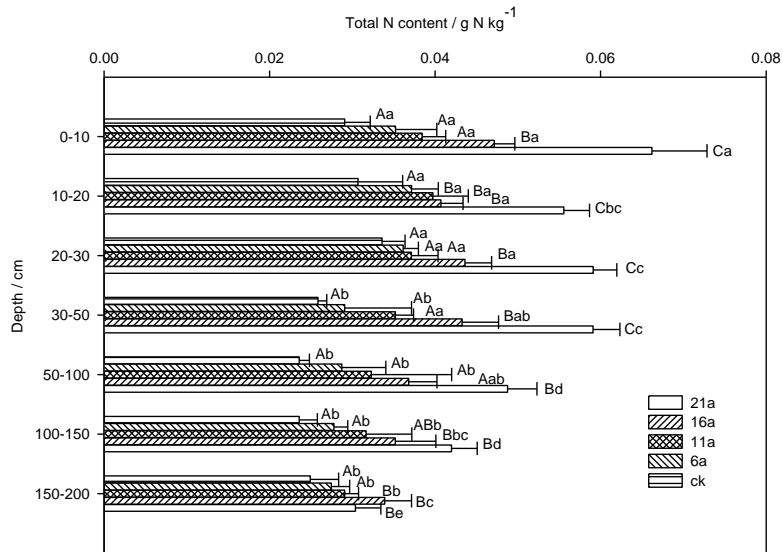 Total N content / g N kg-1
0.00 0.02 0.04 0.06 0.08
Depth / cm
0-10
Aa
Aa
Aa
Ba
Ca
10-20
Aa
Ba
Ba
Ba
Cbc
20-30
Aa
Aa Aa
Ba
Cc
30-50
Ab
Ab
Aa
Bab
Cc
50-100
Ab
Ab
Ab
Aab
Bd
100-150
Ab
Ab
ABb
Bbc
Bd
150-200
Ab
Ab
Bb
Bc
Be
21a
16a
11a
6a
ck